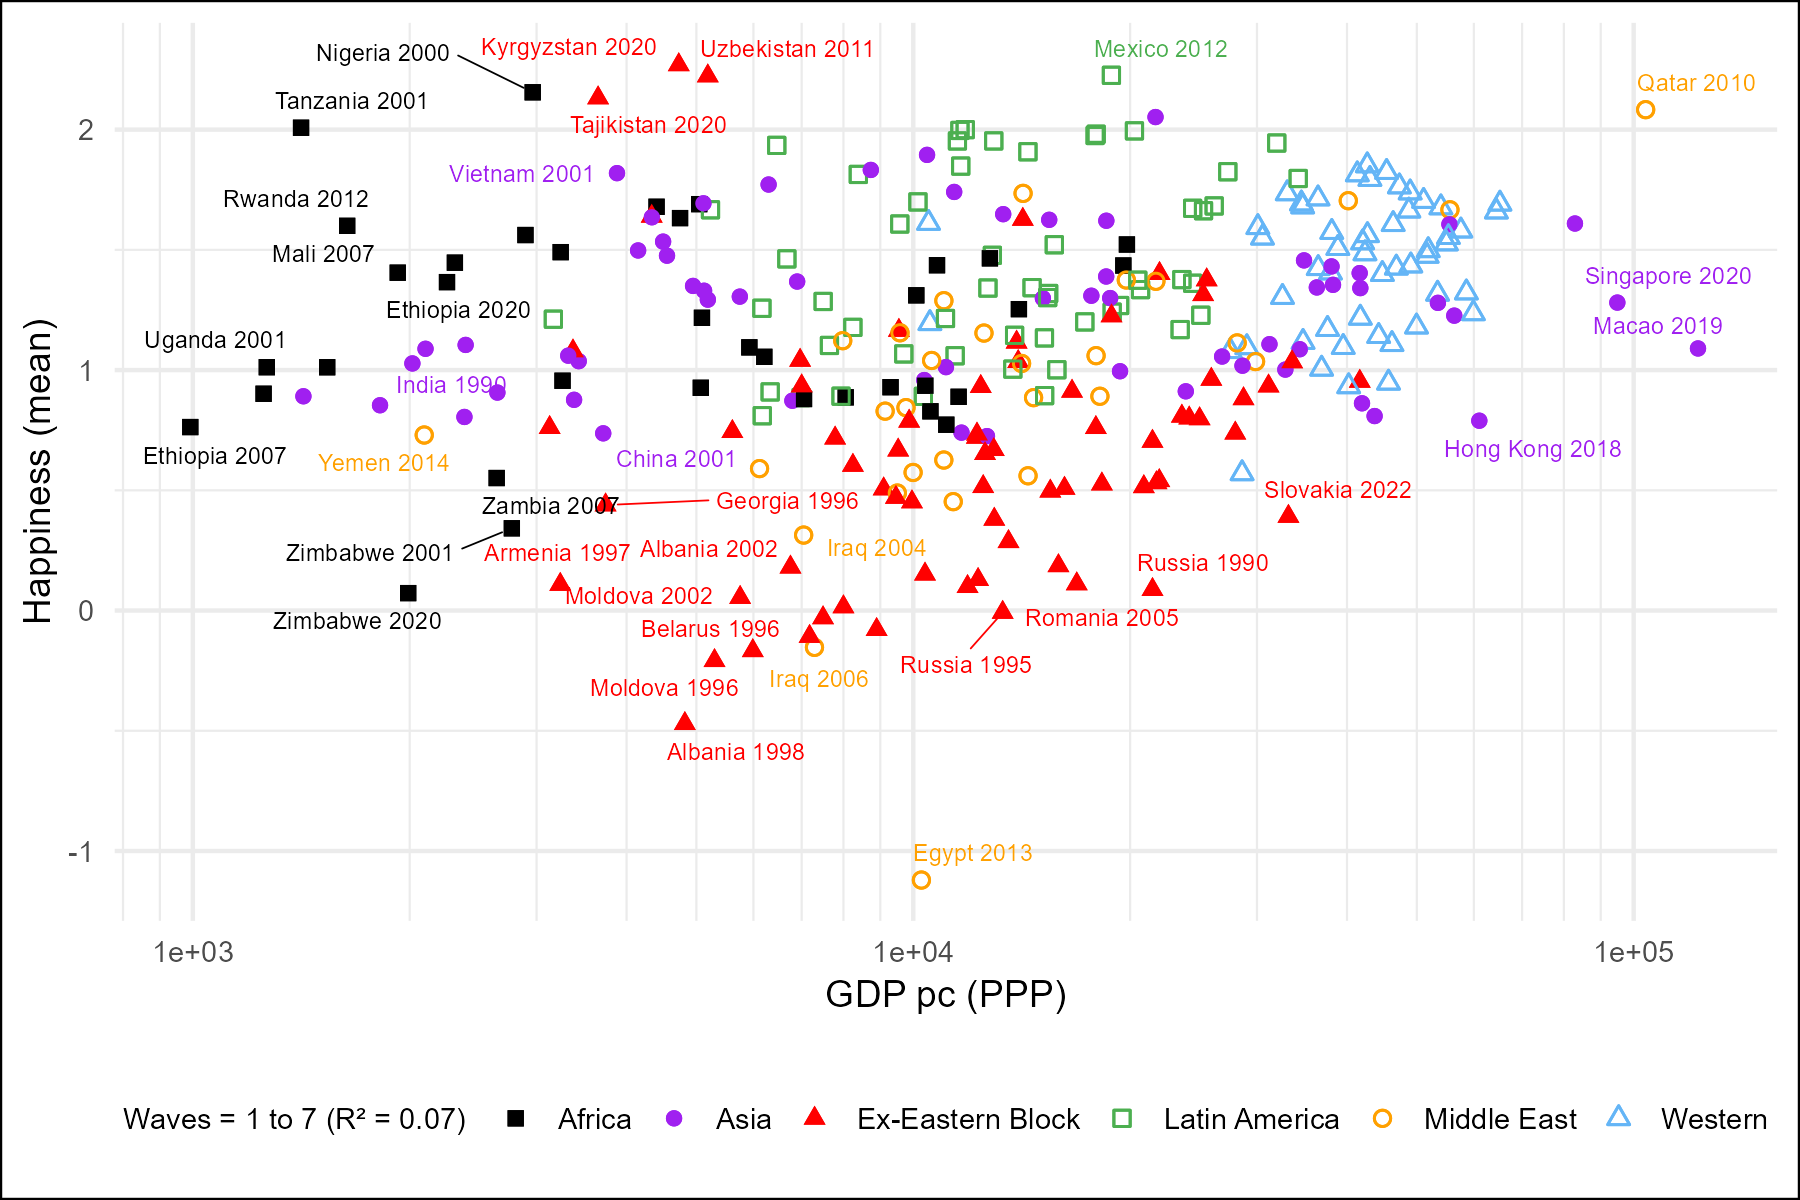 Nigeria 2000
Kyrgyzstan 2020
Uzbekistan 2011
Mexico 2012
Qatar 2010
Tanzania 2001
Tajikistan 2020
2
Vietnam 2001
Rwanda 2012
Mali 2007
Singapore 2020
Ethiopia 2020
Macao 2019
Uganda 2001
1
India 1990
Hong Kong 2018
Ethiopia 2007
Yemen 2014
China 2001
Slovakia 2022
Zambia 2007
Georgia 1996
Zimbabwe 2001
Armenia 1997
Albania 2002
Iraq 2004
Russia 1990
Moldova 2002
0
Zimbabwe 2020
Belarus 1996
Romania 2005
Russia 1995
Iraq 2006
Moldova 1996
Albania 1998
-1
Egypt 2013
Happiness (mean)
1e+03
1e+04
1e+05
GDP pc (PPP)
Waves = 1 to 7 (R² = 0.07)
Africa
Asia
Ex-Eastern Block
Latin America
Middle East
Western